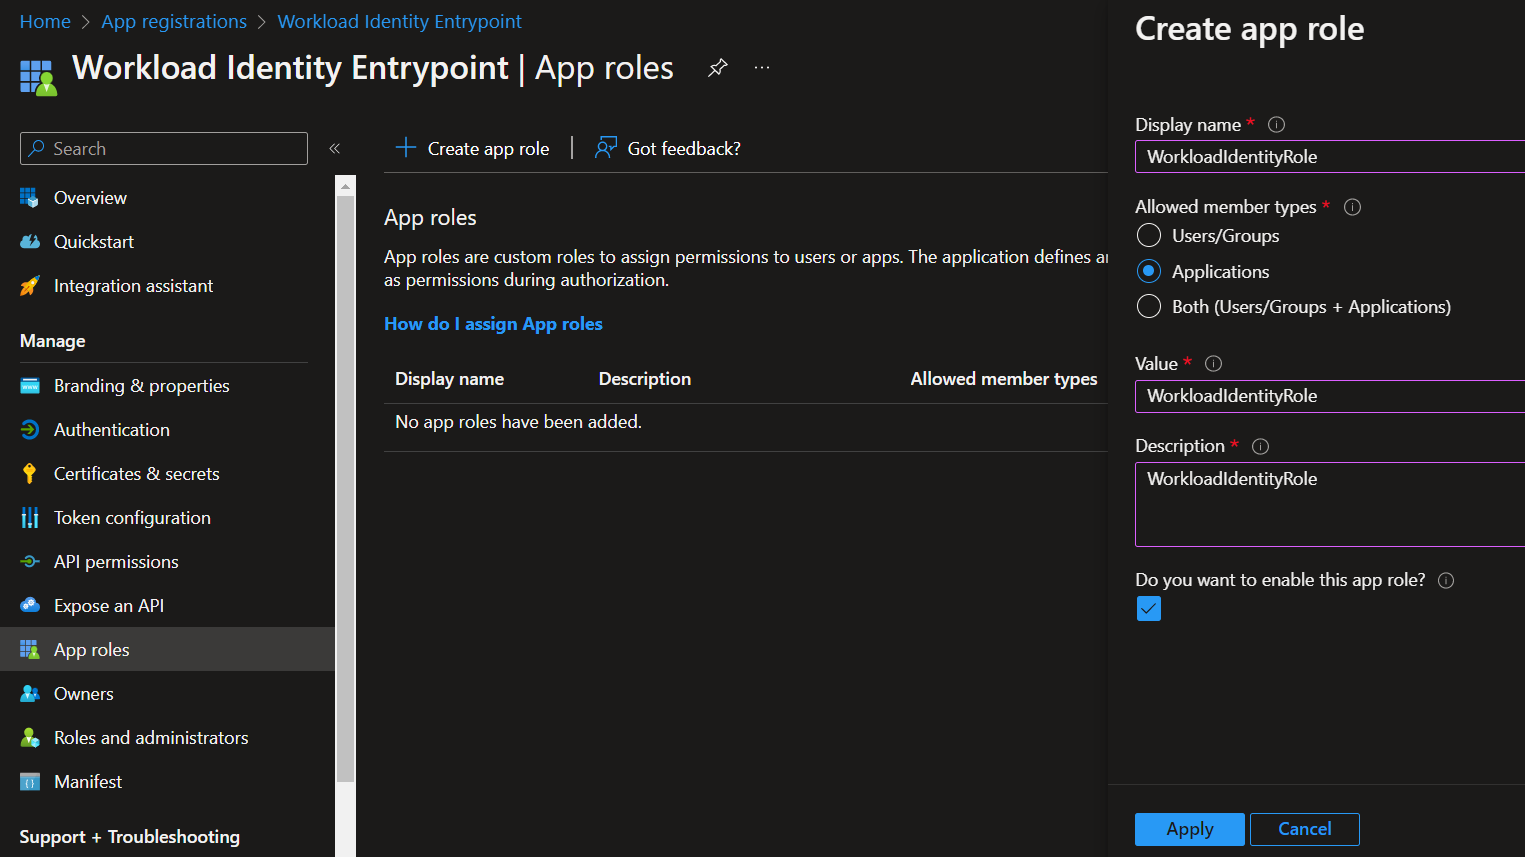 Home > App registrations > Workload Identity Entrypoint
Workload Identity Entrypoint | App roles
Search
Overview
Quickstart
Integration assistant
Manage
Branding & properties
Authentication
Certificates & secrets
Token configuration
API permissions
Expose an API
App roles
Owners
Roles and administrators
Manifest
Support + Troubleshooting
Create app role | Got feedback?
App roles
App roles are custom roles to assign permissions to users or apps. The application defines
as permissions during authorization.
How do I assign App roles
Display name Description Allowed member types
No app roles have been added.
Create app role
Display name *
WorkloadIdentityRole
Allowed member types *
Users/Groups
Applications
Both (Users/Groups + Applications)
Value *
WorkloadIdentityRole
Description *
WorkloadIdentityRole
Do you want to enable this app role?
Apply Cancel